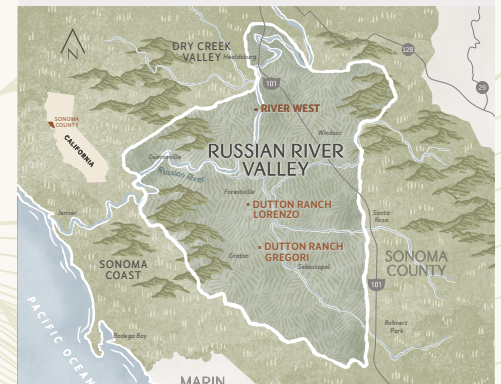 N
DRY CREEK
VALLEY
Healdsburg
128
101
29
RIVER WEST
SONOMA
COUNTY
CALIFORNIA
Windsor
Guerneville
RUSSIAN RIVER
VALLEY
Russian River
Forestville
DUTTON RANCH
LORENZO
Jenner
Santa
Rosa
DUTTON RANCH
GREGORI
Graton
Sebastopol
SONOMA
COAST
SONOMA
COUNTY
101
PACIFIC OCEAN
Rohnert
Park
Bodega Bay
MARIN